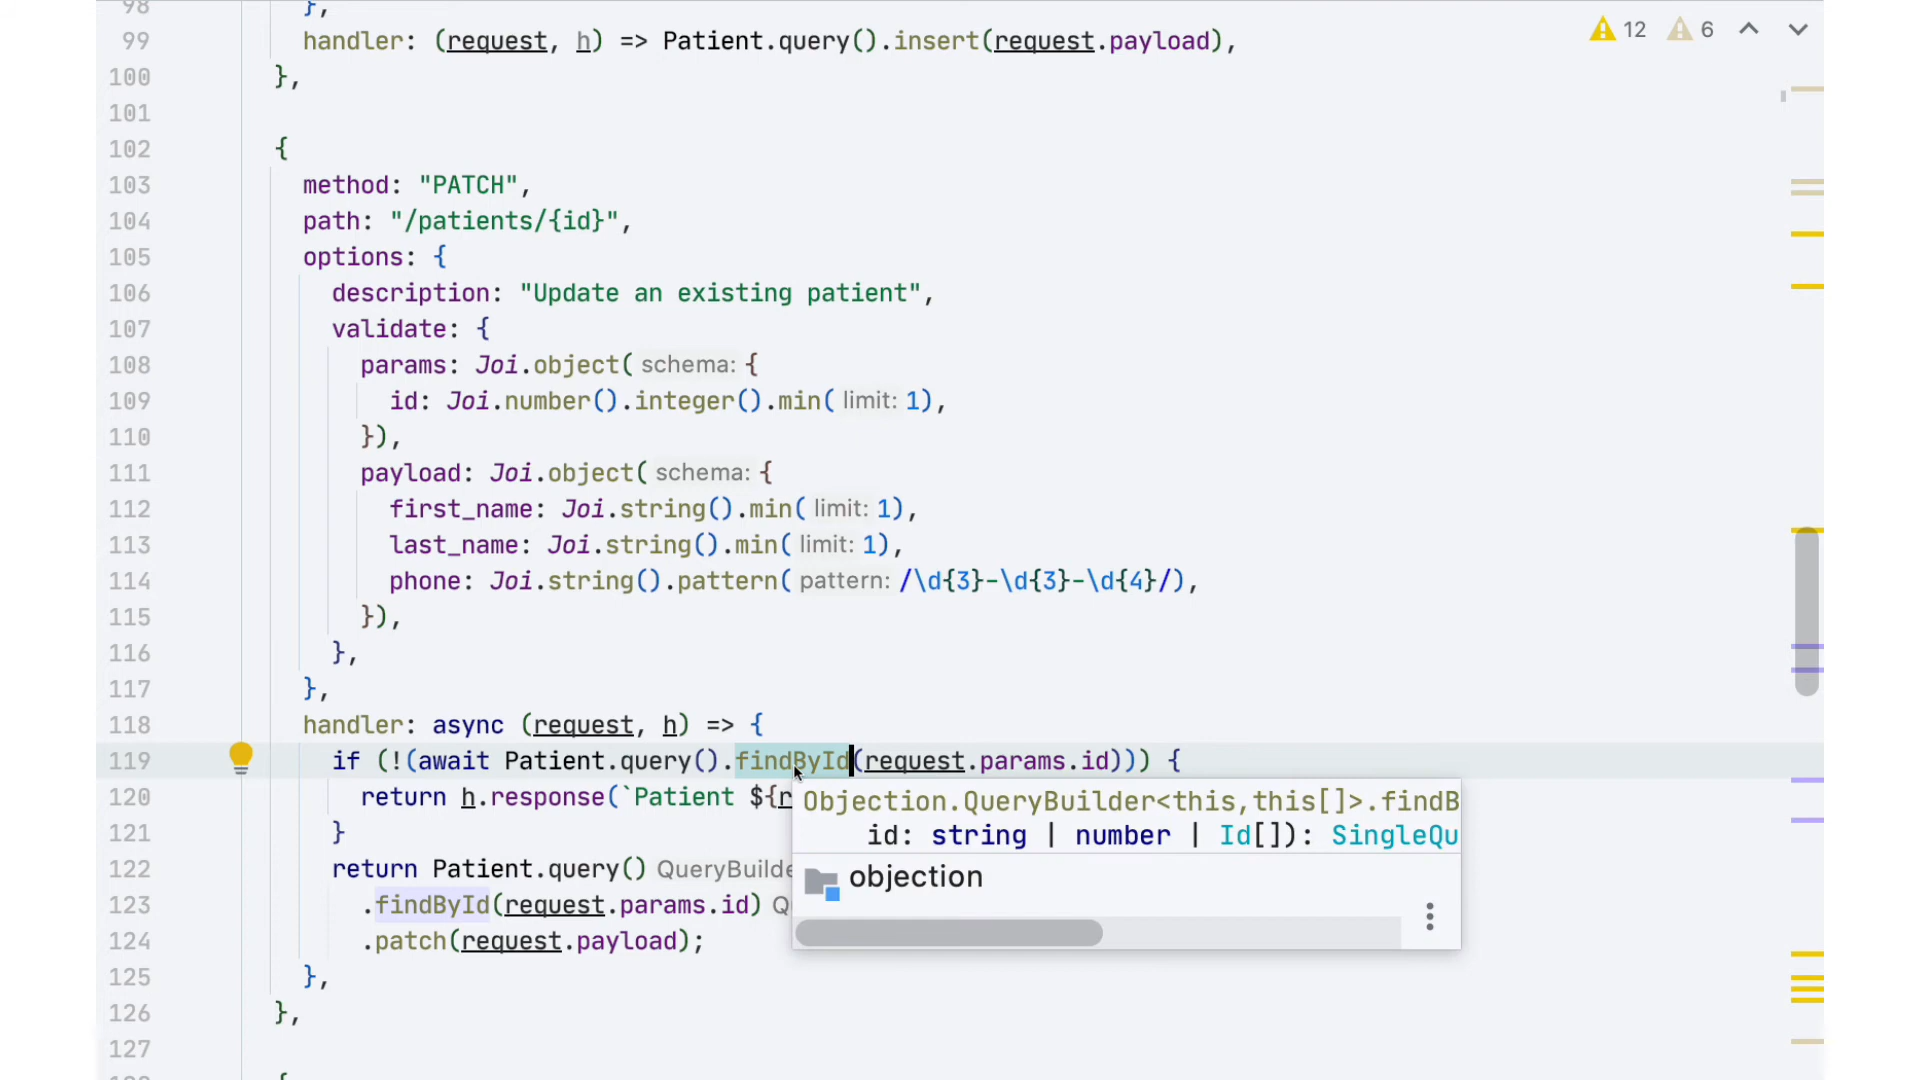 98 },
99 handler: (request, h) => Patient.query().insert(request.payload),
12 6
100 },
101
102 {
103 method: "PATCH",
104 path: "/patients/{id}",
105 options: {
106 description: "Update an existing patient",
107 validate: {
108 params: Joi.object( schema: {
109 id: Joi.number().integer().min( limit: 1),
110 }),
111 payload: Joi.object( schema: {
112 first_name: Joi.string().min( limit: 1),
113 last_name: Joi.string().min( limit: 1),
114 phone: Joi.string().pattern( pattern: /\d{3}-\d{3}-\d{4}/),
115 }),
116 },
117 },
118 handler: async (request, h) => {
119 if (!(await Patient.query().findById(request.params.id))) {
120 return h.response(`Patient ${r
Objection.QueryBuilder<this,this[]>.findB
id: string | number | Id[]): SingleQu
objection
121 }
122 return Patient.query() QueryBuilde
123 .findById(request.params.id) Q
124 .patch(request.payload);
125 },
126 },
127